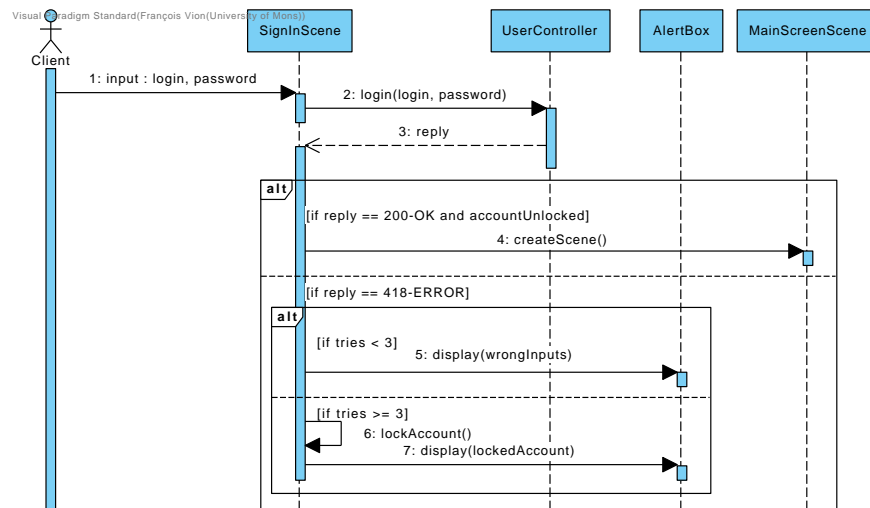 Visual Paradigm Standard(François Vion(University of Mons))
Client
SignInScene
UserController
AlertBox
MainScreenScene
1: input : login, password
2: login(login, password)
3: reply
alt
[if reply == 200-OK and accountUnlocked]
4: createScene()
[if reply == 418-ERROR]
alt
[if tries < 3]
5: display(wrongInputs)
[if tries >= 3]
6: lockAccount()
7: display(lockedAccount)